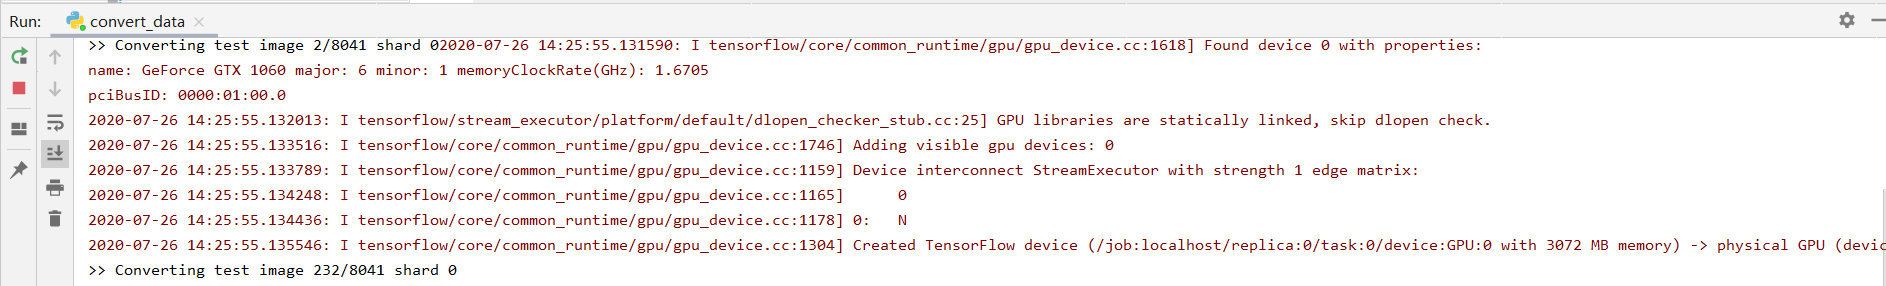 Run: convert_data
>> Converting test image 2/8041 shard 02020-07-26 14:25:55.131590: I tensorflow/core/common_runtime/gpu/gpu_device.cc:1618] Found device 0 with properties:
name: GeForce GTX 1060 major: 6 minor: 1 memoryClockRate(GHz): 1.6705
pciBusID: 0000:01:00.0
2020-07-26 14:25:55.132013: I tensorflow/stream_executor/platform/default/dlopen_checker_stub.cc:25] GPU libraries are statically linked, skip dlopen check.
2020-07-26 14:25:55.133516: I tensorflow/core/common_runtime/gpu/gpu_device.cc:1746] Adding visible gpu devices: 0
2020-07-26 14:25:55.133789: I tensorflow/core/common_runtime/gpu/gpu_device.cc:1159] Device interconnect StreamExecutor with strength 1 edge matrix:
2020-07-26 14:25:55.134248: I tensorflow/core/common_runtime/gpu/gpu_device.cc:1165]      0
2020-07-26 14:25:55.134436: I tensorflow/core/common_runtime/gpu/gpu_device.cc:1178] 0:   N
2020-07-26 14:25:55.135546: I tensorflow/core/common_runtime/gpu/gpu_device.cc:1304] Created TensorFlow device (/job:localhost/replica:0/task:0/device:GPU:0 with 3072 MB memory) -> physical GPU (devic
>> Converting test image 232/8041 shard 0